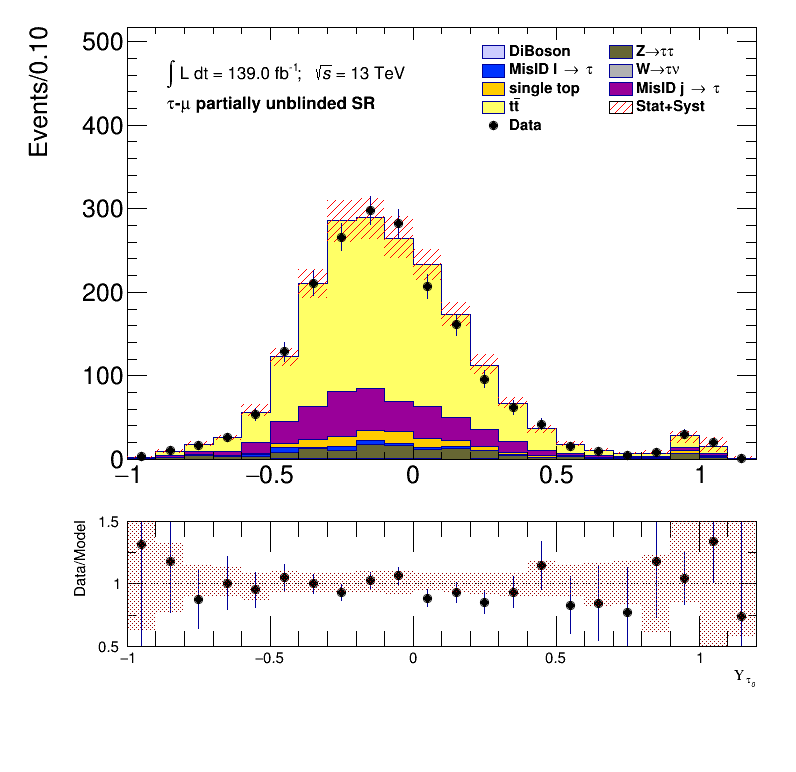 Events/0.10
500
400
300
200
100
0
∫ L dt = 139.0 fb⁻¹; √s = 13 TeV
τ-μ partially unblinded SR
DiBoson
MisID l → τ
single top
tt̄
Data
Z→ττ
W→τν
MisID j → τ
Stat+Syst
−1 −0.5 0 0.5 1
Data/Model
1.5
1
0.5
−1 −0.5 0 0.5 1